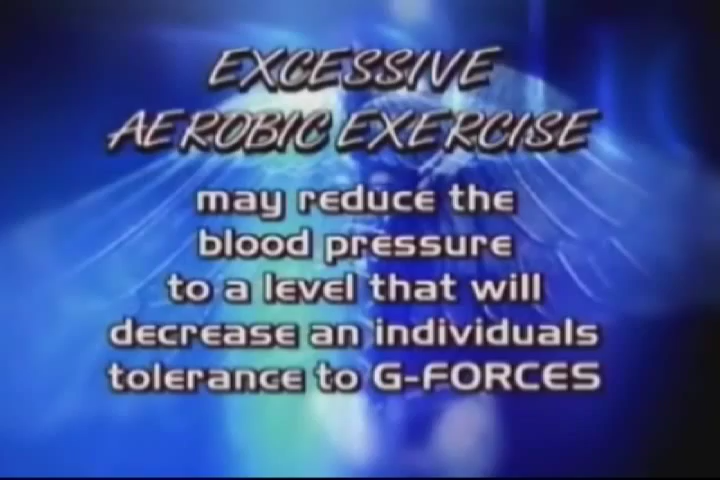 EXCESSIVE
AEROBIC EXERCISE
may reduce the
blood pressure
to a level that will
decrease an individuals
tolerance to G-FORCES